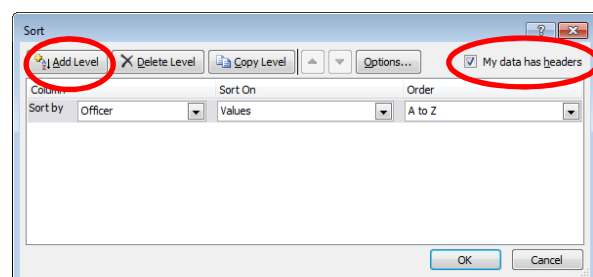 Sort
Add Level Delete Level Copy Level Options... My data has headers
Column Sort On Order
Sort by Officer Values A to Z
OK Cancel